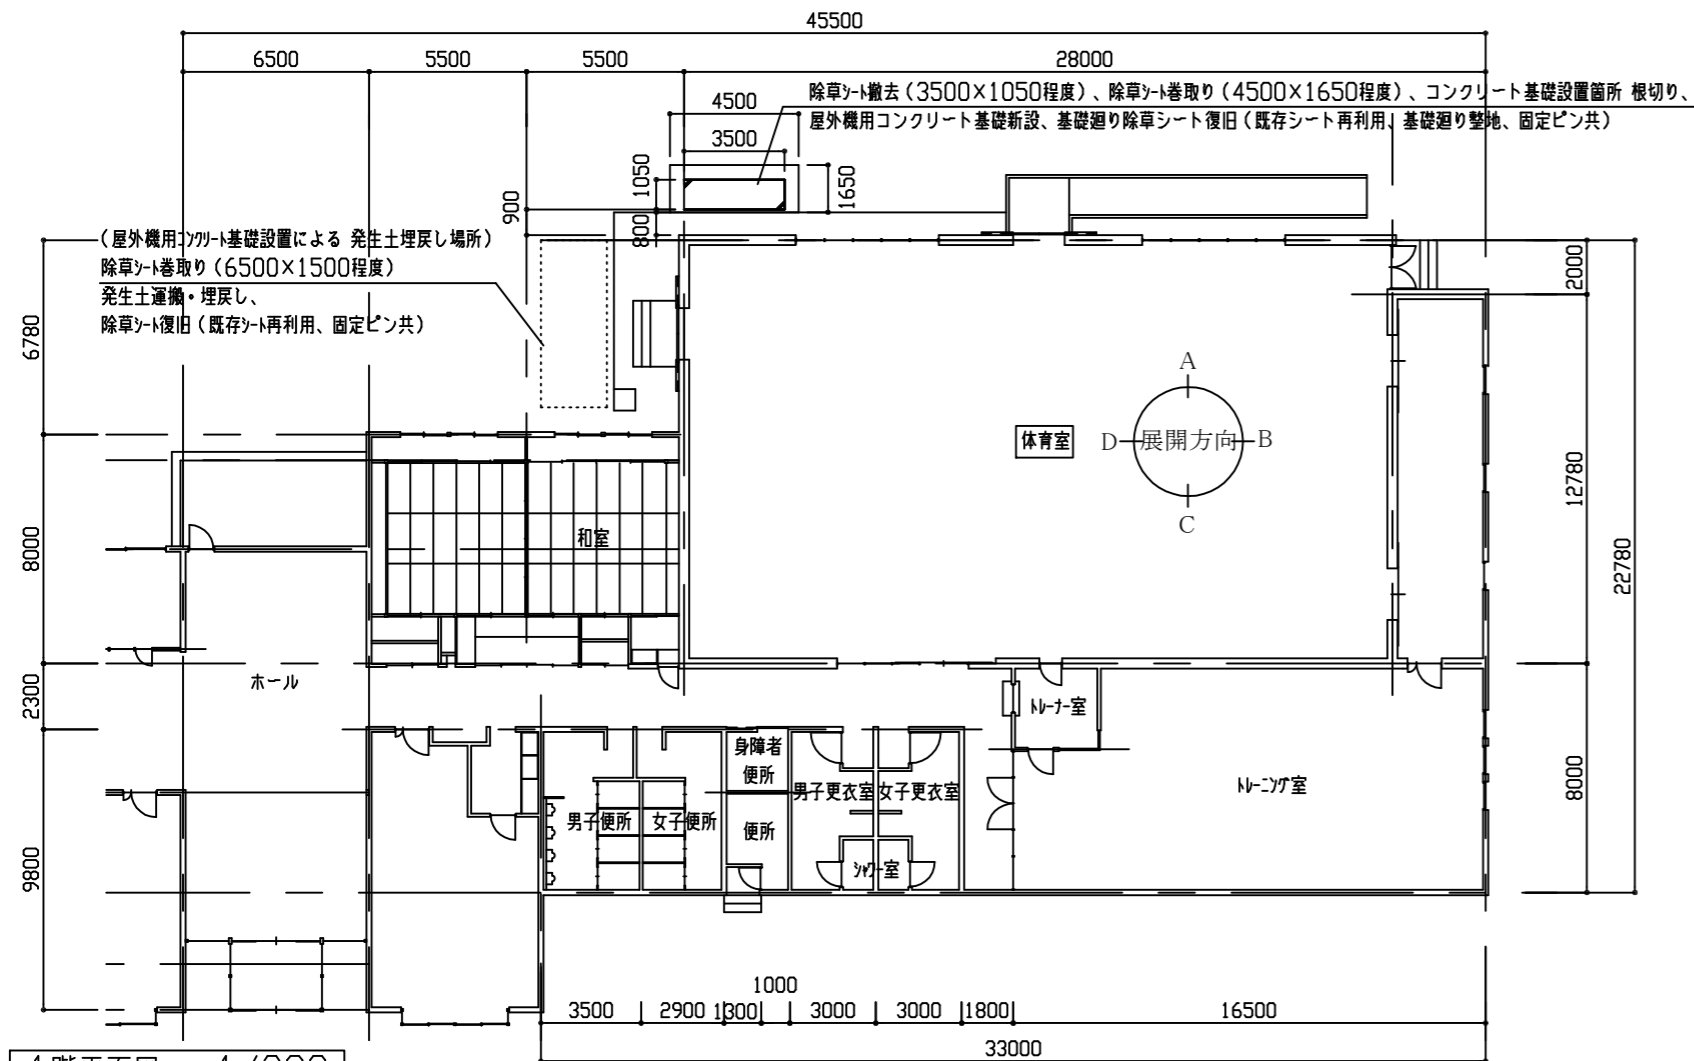 45500
6500
5500
5500
28000
除草シート撤去(3500×1050程度)、除草シート巻取り(4500×1650程度)、コンクリート基礎設置箇所 根切り、
屋外機用コンクリート基礎新設、基礎廻り除草シート復旧(既存シート再利用、基礎廻り整地、固定ピン共)
4500
3500
1050
1650
900
800
(屋外機用コンクリート基礎設置による 発生土埋戻し場所)
除草シート巻取り(6500×1500程度)
発生土運搬・埋戻し、
除草シート復旧(既存シート再利用、固定ピン共)
6780
8000
2300
9800
2000
12780
22780
8000
A
体育室
D 展開方向 B
C
和室
ホール
トレーナー室
身障者
便所
男子更衣室
女子更衣室
トレーニング室
男子便所
女子便所
便所
シャワー室
1000
3500
2900
1300
3000
3000
1800
16500
33000